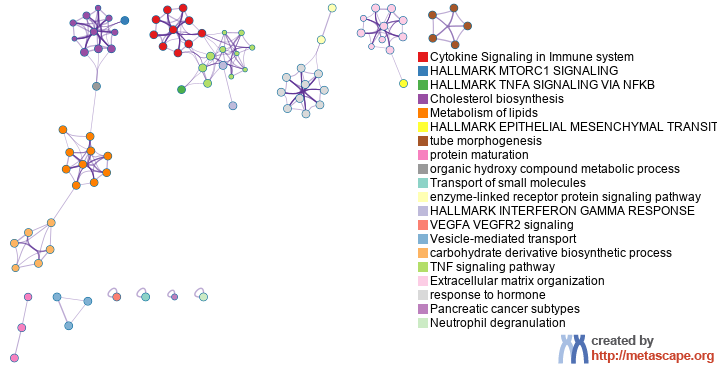 Cytokine Signaling in Immune system
HALLMARK MTORC1 SIGNALING
HALLMARK TNFA SIGNALING VIA NFKB
Cholesterol biosynthesis
Metabolism of lipids
HALLMARK EPITHELIAL MESENCHYMAL TRANSIT
tube morphogenesis
protein maturation
organic hydroxy compound metabolic process
Transport of small molecules
enzyme-linked receptor protein signaling pathway
HALLMARK INTERFERON GAMMA RESPONSE
VEGFA VEGFR2 signaling
Vesicle-mediated transport
carbohydrate derivative biosynthetic process
TNF signaling pathway
Extracellular matrix organization
response to hormone
Pancreatic cancer subtypes
Neutrophil degranulation
created by
http://metascape.org